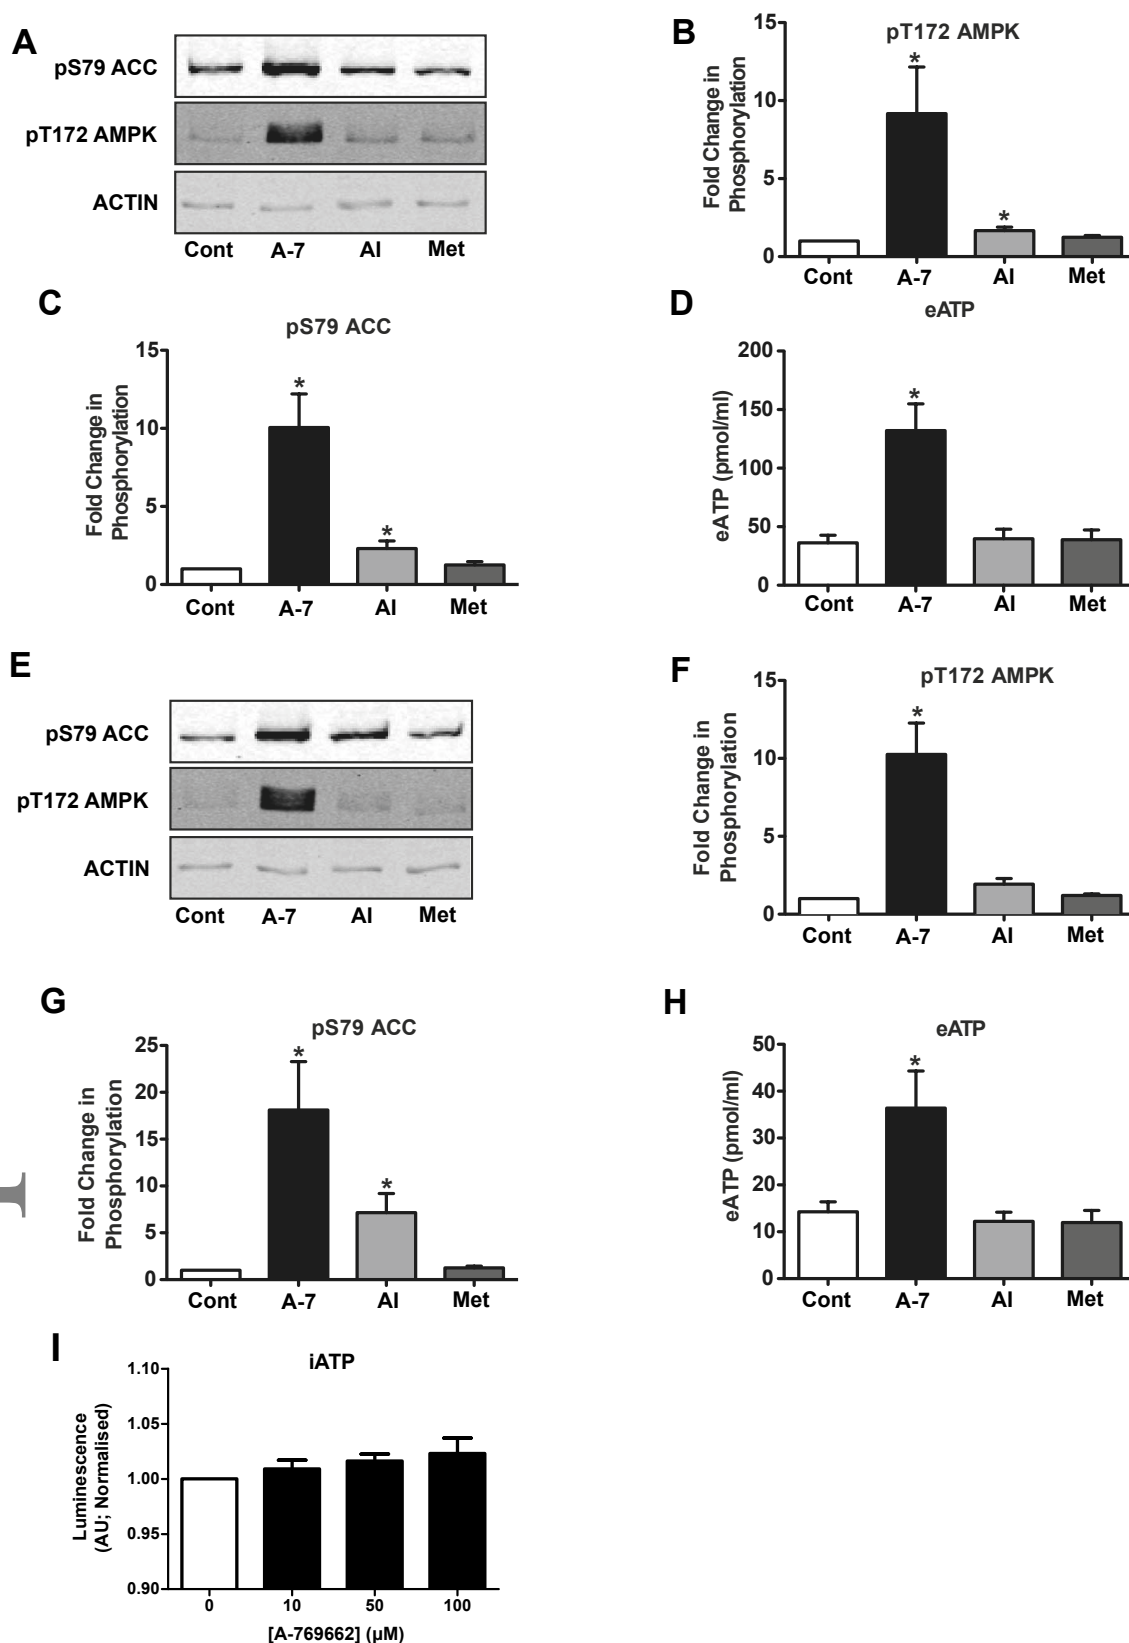 A
pS79 ACC
pT172 AMPK
ACTIN
Cont A-7 AI Met
B
pT172 AMPK
Fold Change in
Phosphorylation
15
10
5
0
* *
Cont A-7 AI Met
C
pS79 ACC
Fold Change in
Phosphorylation
15
10
5
0
* *
Cont A-7 AI Met
D
eATP
eATP (pmol/ml)
200
150
100
50
0
*
Cont A-7 AI Met
E
pS79 ACC
pT172 AMPK
ACTIN
Cont A-7 AI Met
F
pT172 AMPK
Fold Change in
Phosphorylation
15
10
5
0
*
Cont A-7 AI Met
G
pS79 ACC
Fold Change in
Phosphorylation
25
20
15
10
5
0
* *
Cont A-7 AI Met
H
eATP
eATP (pmol/ml)
50
40
30
20
10
0
*
Cont A-7 AI Met
I
iATP
Luminescence
(AU; Normalised)
1.10
1.05
1.00
0.95
0.90
0 10 50 100
[A-769662] (µM)